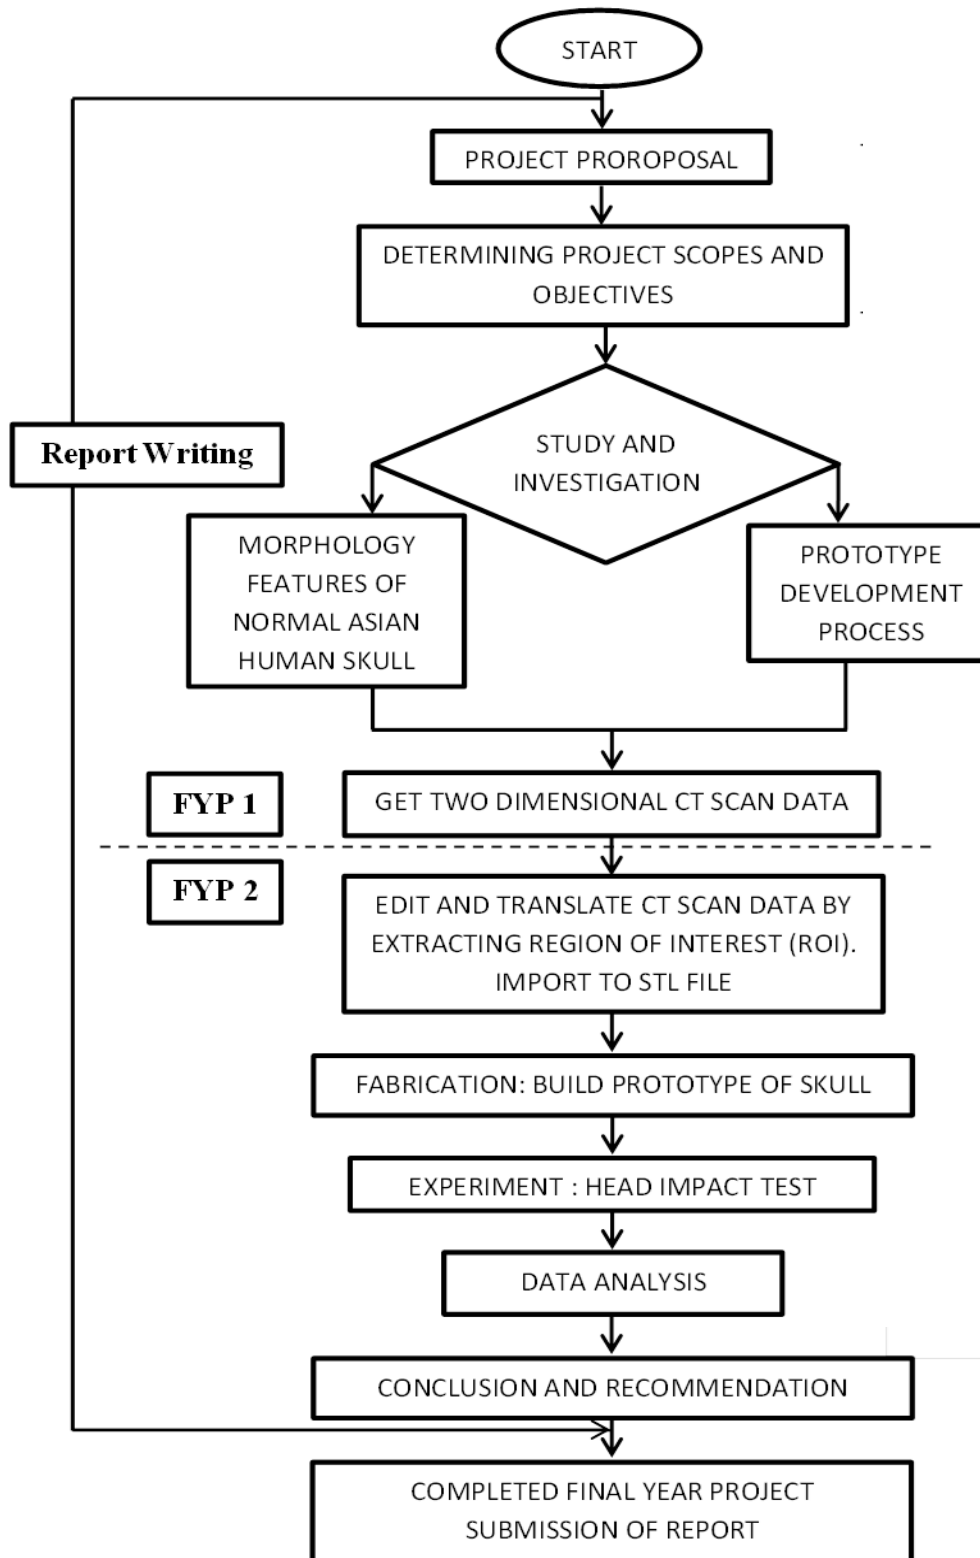 START
PROJECT PROROPOSAL
DETERMINING PROJECT SCOPES AND
OBJECTIVES
Report Writing
STUDY AND
INVESTIGATION
MORPHOLOGY
FEATURES OF
NORMAL ASIAN
HUMAN SKULL
PROTOTYPE
DEVELOPMENT
PROCESS
FYP 1
GET TWO DIMENSIONAL CT SCAN DATA
FYP 2
EDIT AND TRANSLATE CT SCAN DATA BY
EXTRACTING REGION OF INTEREST (ROI).
IMPORT TO STL FILE
FABRICATION: BUILD PROTOTYPE OF SKULL
EXPERIMENT : HEAD IMPACT TEST
DATA ANALYSIS
CONCLUSION AND RECOMMENDATION
COMPLETED FINAL YEAR PROJECT
SUBMISSION OF REPORT